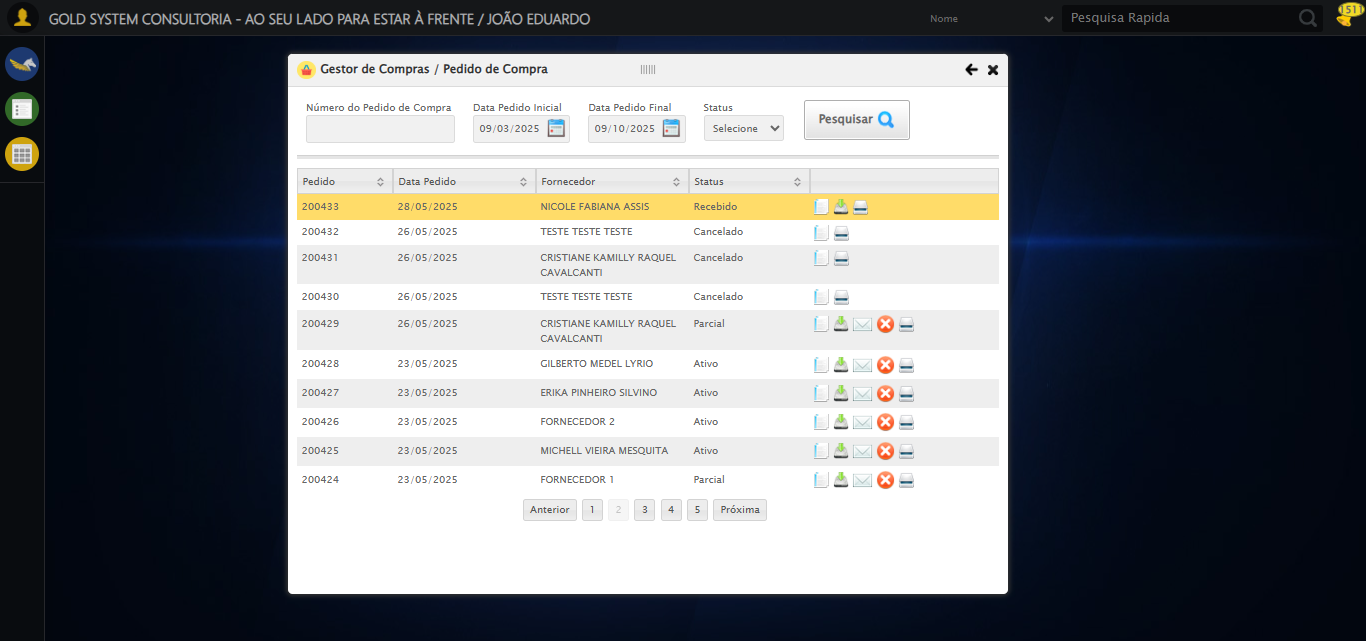 GOLD SYSTEM CONSULTORIA - AO SEU LADO PARA ESTAR À FRENTE / JOÃO EDUARDO
Nome
Pesquisa Rapida
151
Gestor de Compras / Pedido de Compra
Número do Pedido de Compra
Data Pedido Inicial
Data Pedido Final
Status
09/03/2025
09/10/2025
Selecione
Pesquisar
Pedido Data Pedido Fornecedor Status
200433 28/05/2025 NICOLE FABIANA ASSIS Recebido
200432 26/05/2025 TESTE TESTE TESTE Cancelado
200431 26/05/2025 CRISTIANE KAMILLY RAQUEL Cancelado
CAVALCANTI
200430 26/05/2025 TESTE TESTE TESTE Cancelado
200429 26/05/2025 CRISTIANE KAMILLY RAQUEL Parcial
CAVALCANTI
200428 23/05/2025 GILBERTO MEDEL LYRIO Ativo
200427 23/05/2025 ERIKA PINHEIRO SILVINO Ativo
200426 23/05/2025 FORNECEDOR 2 Ativo
200425 23/05/2025 MICHELL VIEIRA MESQUITA Ativo
200424 23/05/2025 FORNECEDOR 1 Parcial
Anterior 1 2 3 4 5 Próxima